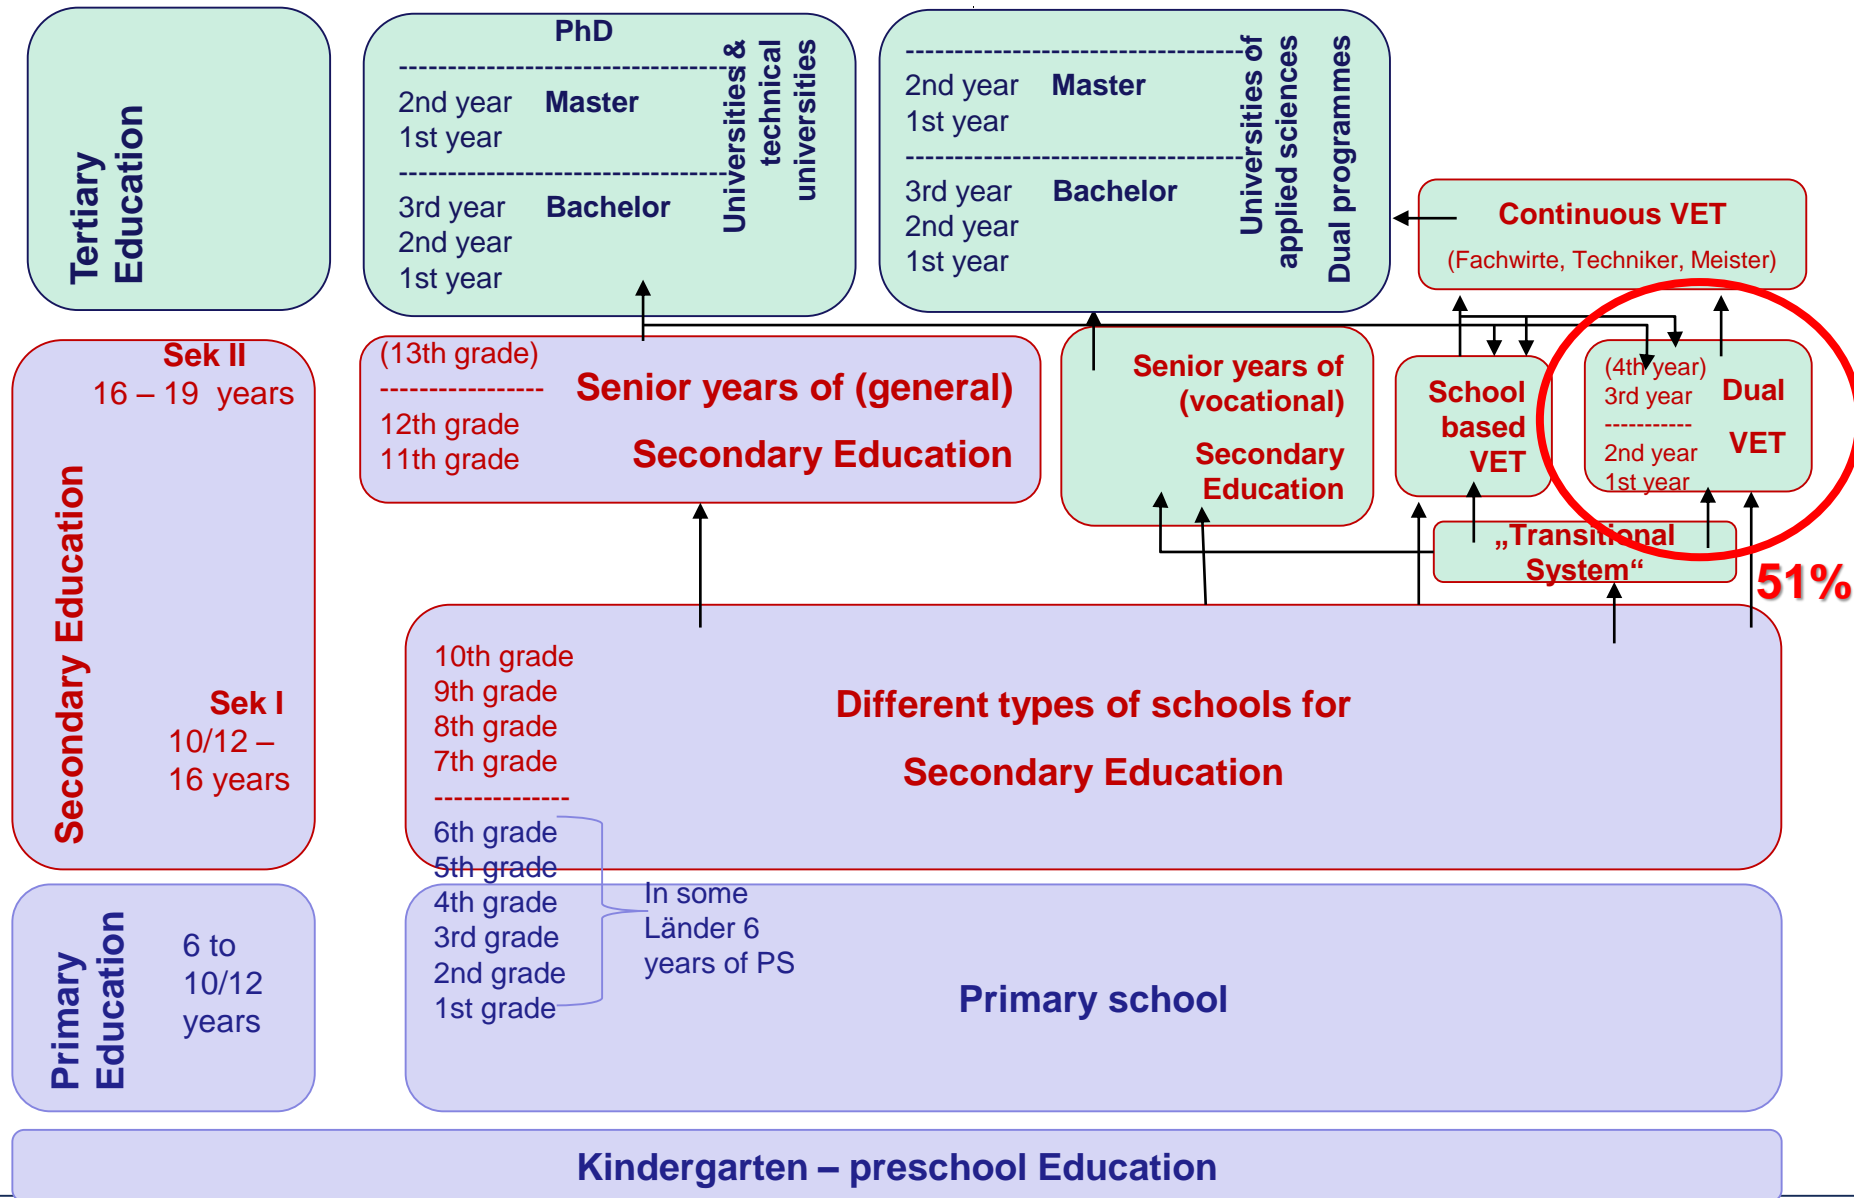 Tertiary
Education
PhD
2nd year Master
1st year
3rd year Bachelor
2nd year
1st year
Universities &
technical
universities
2nd year Master
1st year
3rd year Bachelor
2nd year
1st year
Universities of
applied sciences
Dual programmes
Continuous VET
(Fachwirte, Techniker, Meister)
Secondary Education
Sek II
16 – 19 years
Sek I
10/12 –
16 years
(13th grade)
12th grade
11th grade
Senior years of (general)
Secondary Education
Senior years of
(vocational)
Secondary
Education
School
based
VET
(4th year)
3rd year
2nd year
1st year
Dual
VET
„Transitional
System“
51%
10th grade
9th grade
8th grade
7th grade
6th grade
5th grade
4th grade
3rd grade
2nd grade
1st grade
Different types of schools for
Secondary Education
In some
Länder 6
years of PS
Primary
Education
6 to
10/12
years
Primary school
Kindergarten – preschool Education